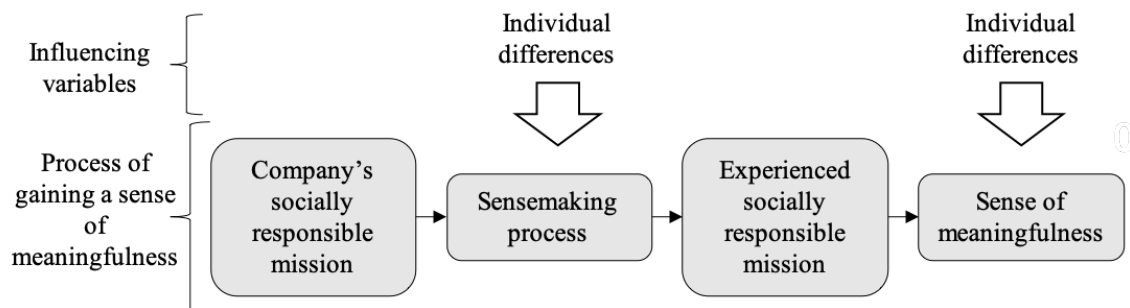 Influencing
variables
Individual
differences
Individual
differences
Process of
gaining a sense
of
meaningfulness
Company’s
socially
responsible
mission
Sensemaking
process
Experienced
socially
responsible
mission
Sense of
meaningfulness